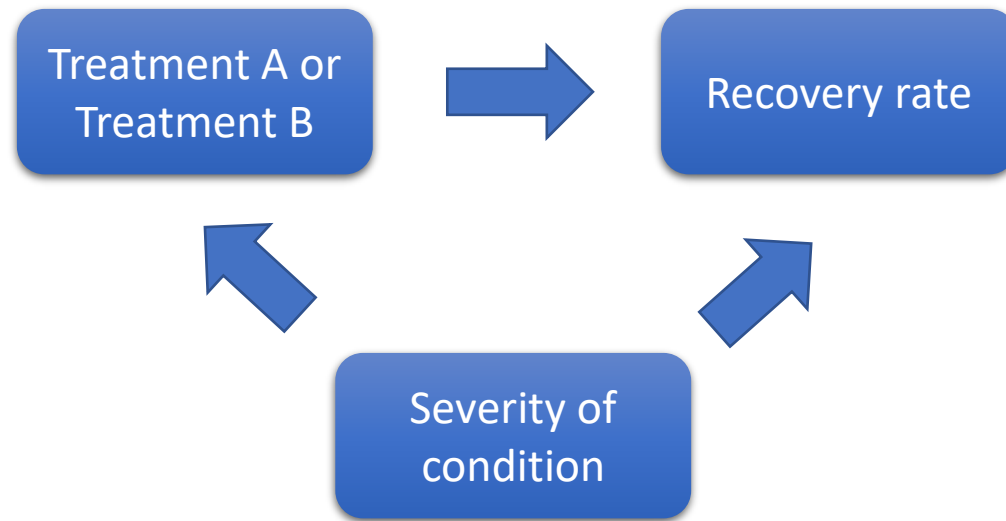 Treatment A or
Treatment B
Recovery rate
Severity of
condition